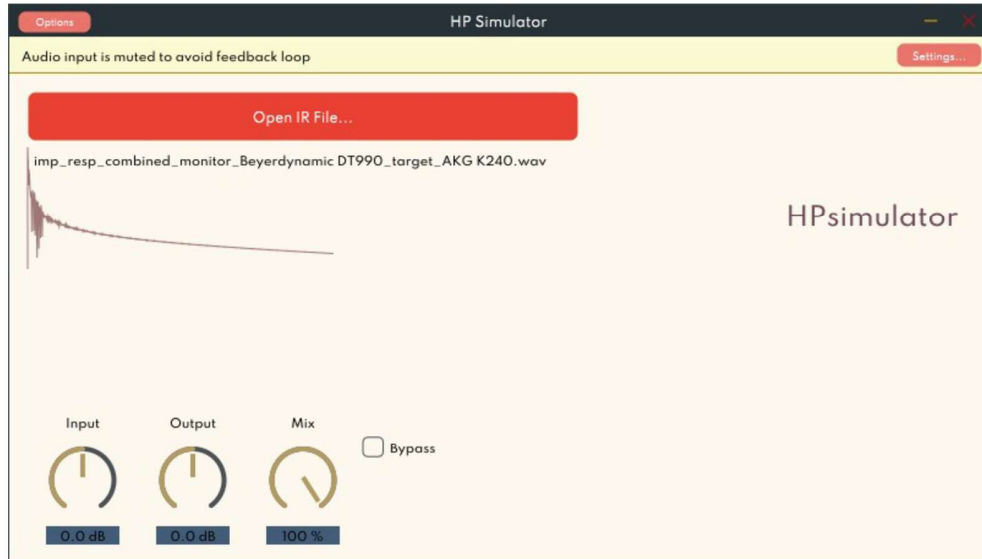 Options
HP Simulator
Audio input is muted to avoid feedback loop
Settings...
Open IR File...
imp_resp_combined_monitor_Beyerdynamic DT990_target_AKG K240.wav
HPsimulator
Input
Output
Mix
Bypass
0.0 dB
0.0 dB
100 %